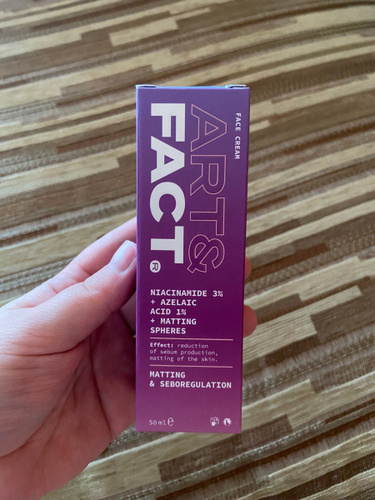 FACE CREAM
ART&
FACT.
NIACINAMIDE 3%
+ AZELAIC
ACID 1%
+ MATTING
SPHERES
Effect: reduction
of sebum production,
matting of the skin.
MATTING
& SEBOREGULATION
50 ml ℮